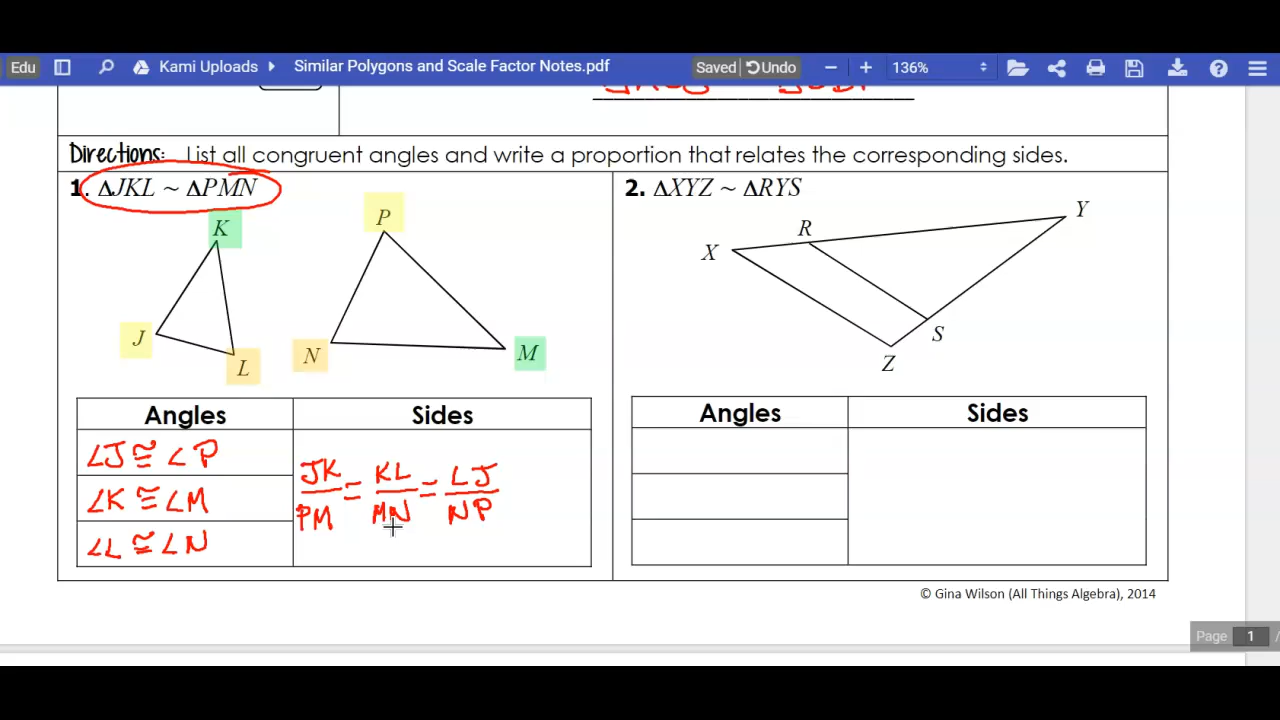 Edu Kami Uploads Similar Polygons and Scale Factor Notes.pdf Saved Undo 136%
Directions: List all congruent angles and write a proportion that relates the corresponding sides.
1. ΔJKL ~ ΔPMN
K
P
J
L
N
M
Angles Sides
∠J ≅ ∠P
∠K ≅ ∠M
∠L ≅ ∠N
JK/PM = KL/MN = LJ/NP
2. ΔXYZ ~ ΔRYS
Y
R
X
S
Z
Angles Sides
© Gina Wilson (All Things Algebra), 2014
Page 1 /